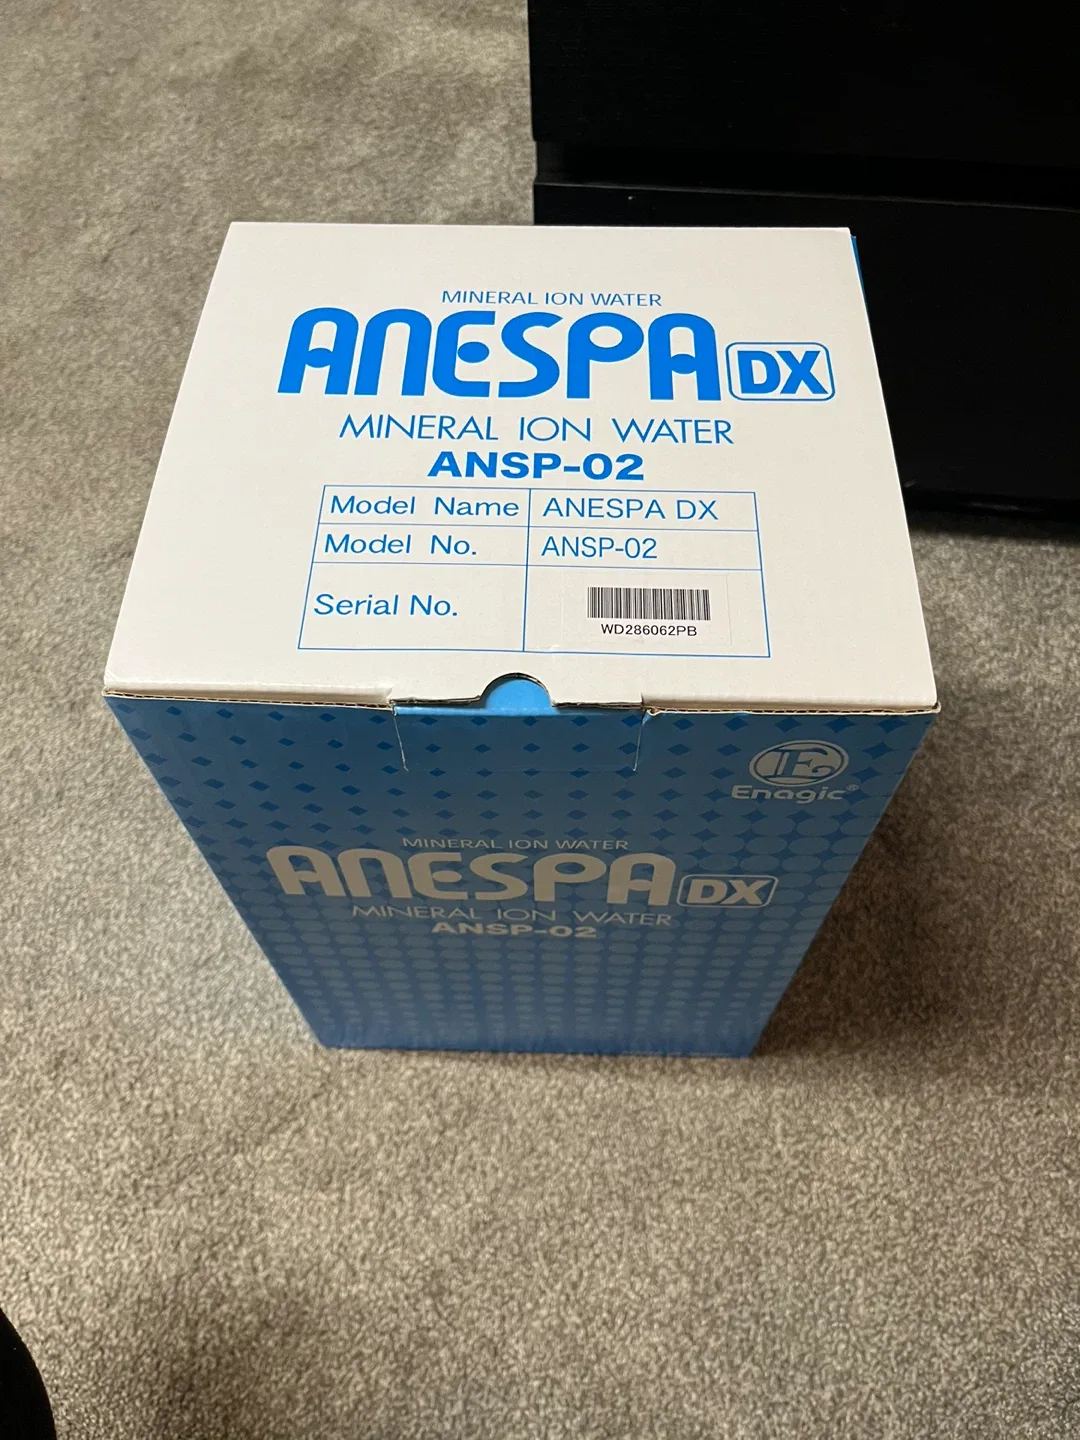 MINERAL ION WATER
ANESPA DX
MINERAL ION WATER
ANSP-02
Model Name ANESPA DX
Model No. ANSP-02
Serial No.
WD286062PB
E
Enagic®
MINERAL ION WATER
ANESPA DX
MINERAL ION WATER
ANSP-02